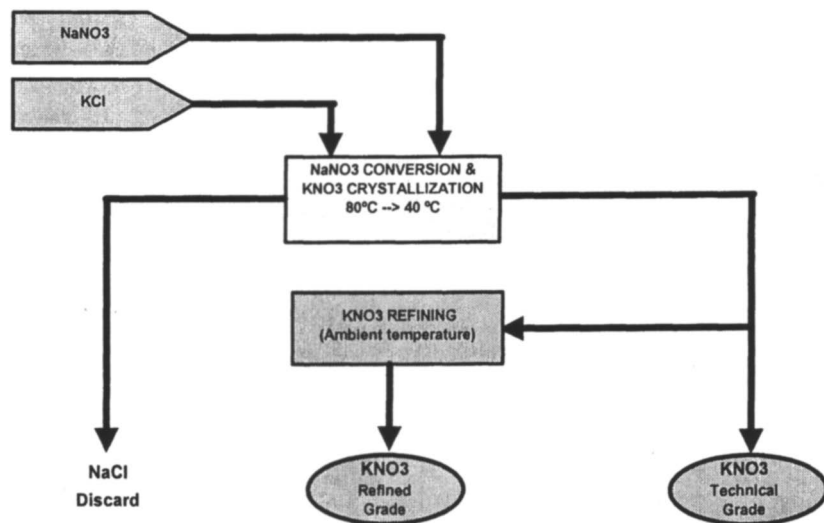 NaNO3
KCl
NaNO3 CONVERSION &
KNO3 CRYSTALLIZATION
80ºC --> 40 ºC
KNO3 REFINING
(Ambient temperature)
NaCl
Discard
KNO3
Refined
Grade
KNO3
Technical
Grade